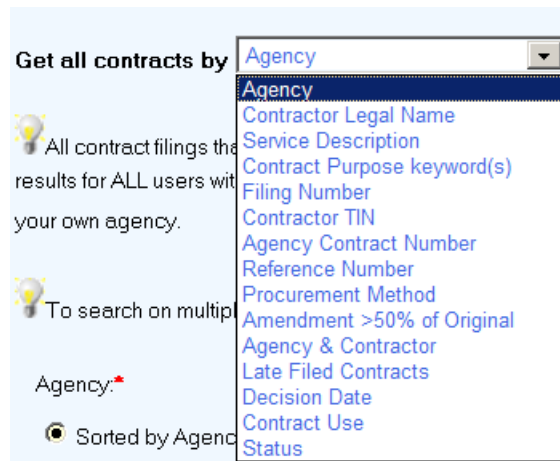 Get all contracts by Agency
Agency
Contractor Legal Name
Service Description
All contract filings tha
Contract Purpose keyword(s)
results for ALL users wit
Filing Number
Contractor TIN
your own agency.
Agency Contract Number
Reference Number
Procurement Method
To search on multipl
Amendment >50% of Original
Agency & Contractor
Late Filed Contracts
Agency:*
Decision Date
Contract Use
Sorted by Agenc
Status